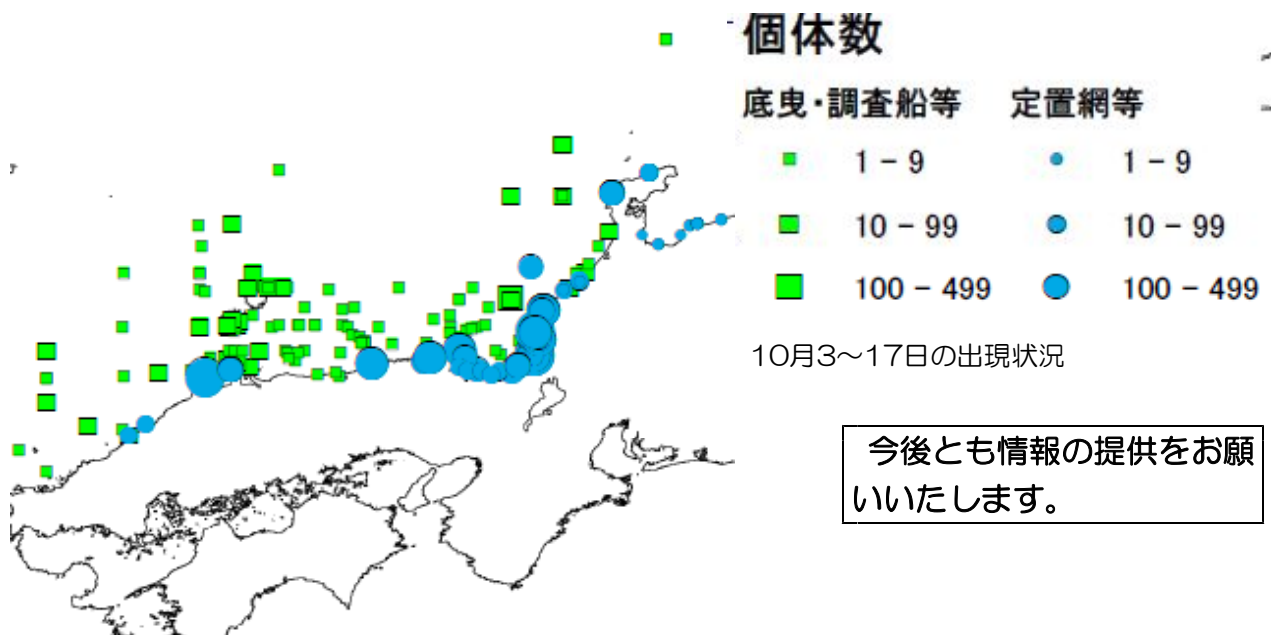 個体数
底曳・調査船等 定置網等
1 - 9 1 - 9
10 - 99 10 - 99
100 - 499 100 - 499
10月3～17日の出現状況
今後とも情報の提供をお願
いいたします。